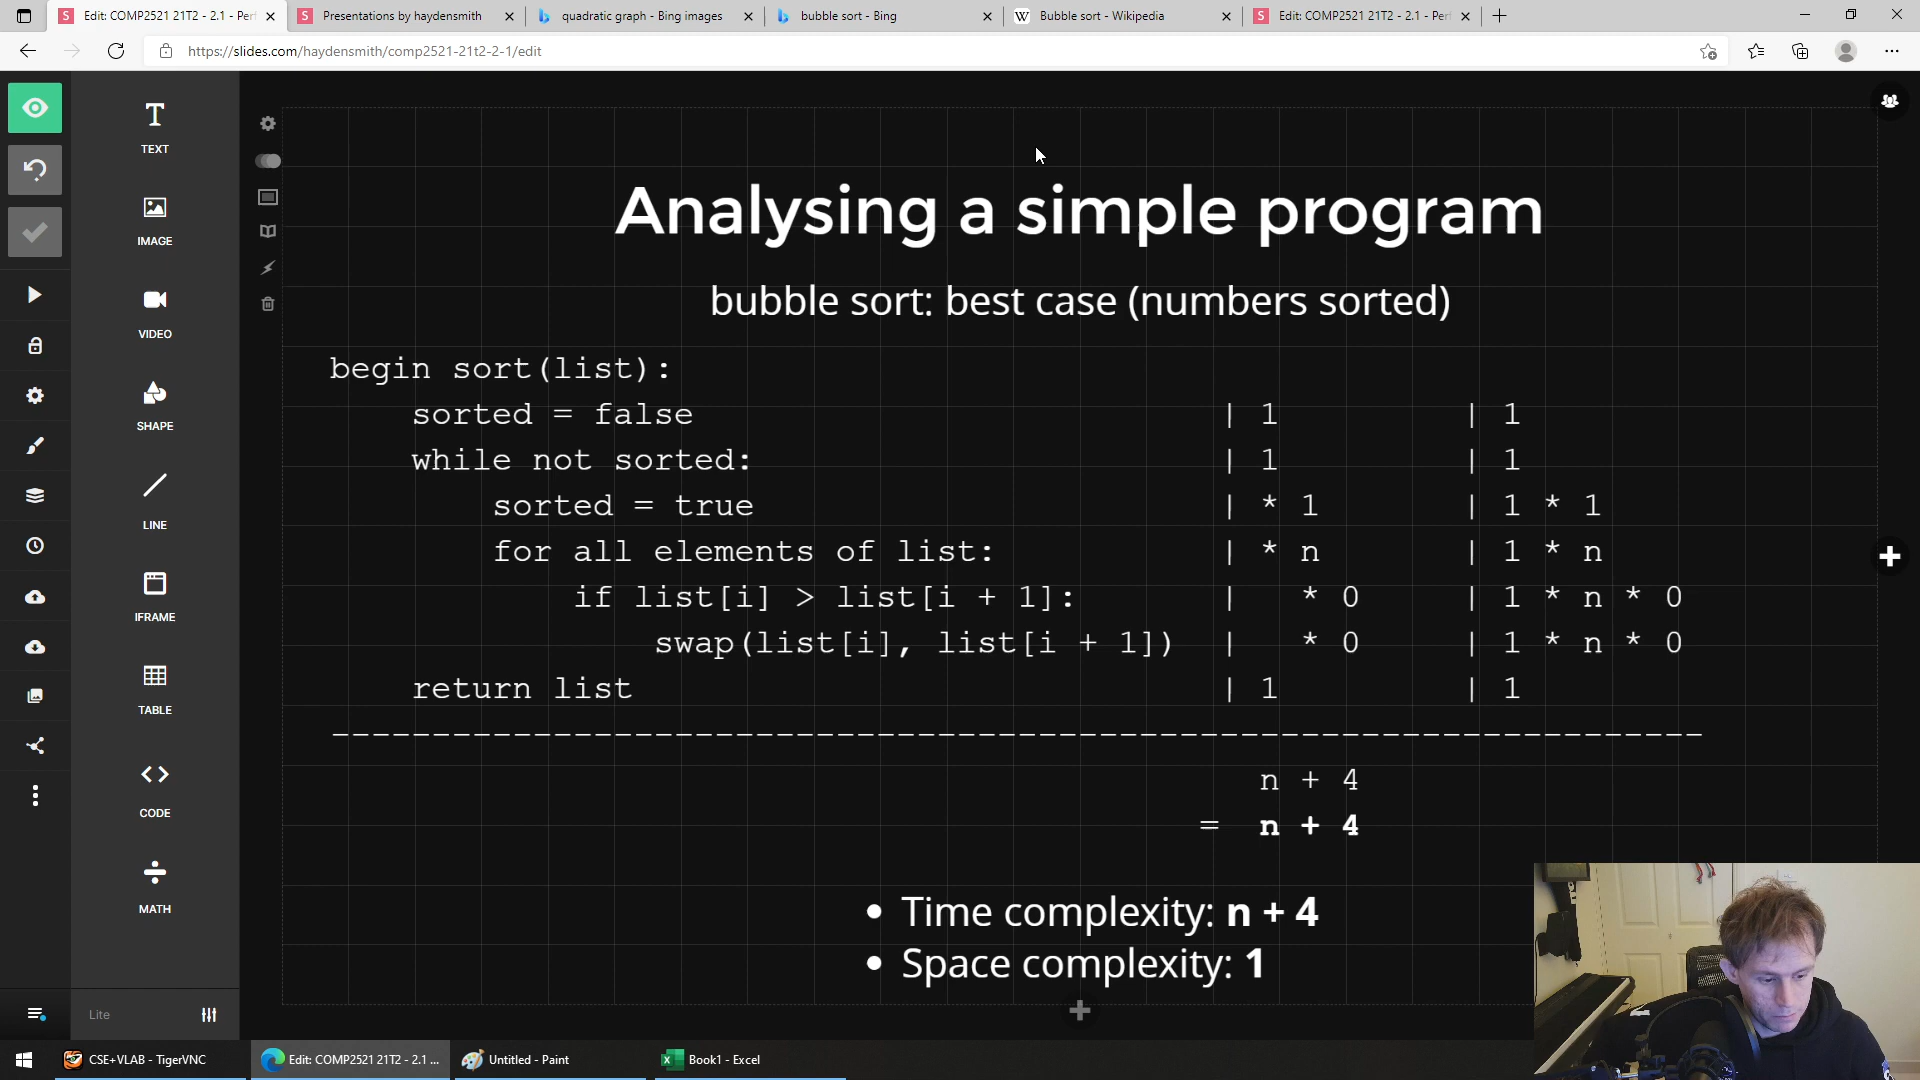 Edit: COMP2521 21T2 - 2.1 - Per
Presentations by haydensmith
quadratic graph - Bing images
bubble sort - Bing
Bubble sort - Wikipedia
Edit: COMP2521 21T2 - 2.1 - Per
https://slides.com/haydensmith/comp2521-21t2-2-1/edit
TEXT
IMAGE
VIDEO
SHAPE
LINE
IFRAME
TABLE
CODE
MATH
Lite
Analysing a simple program
bubble sort: best case (numbers sorted)
begin sort(list):
sorted = false | 1 | 1
while not sorted: | 1 | 1
sorted = true | * 1 | 1 * 1
for all elements of list: | * n | 1 * n
if list[i] > list[i + 1]: | * 0 | 1 * n * 0
swap(list[i], list[i + 1]) | * 0 | 1 * n * 0
return list | 1 | 1
--------------------------------------------------------------------
n + 4
= n + 4
• Time complexity: n + 4
• Space complexity: 1
CSE+VLAB - TigerVNC
Edit: COMP2521 21T2 - 2.1 ...
Untitled - Paint
Book1 - Excel